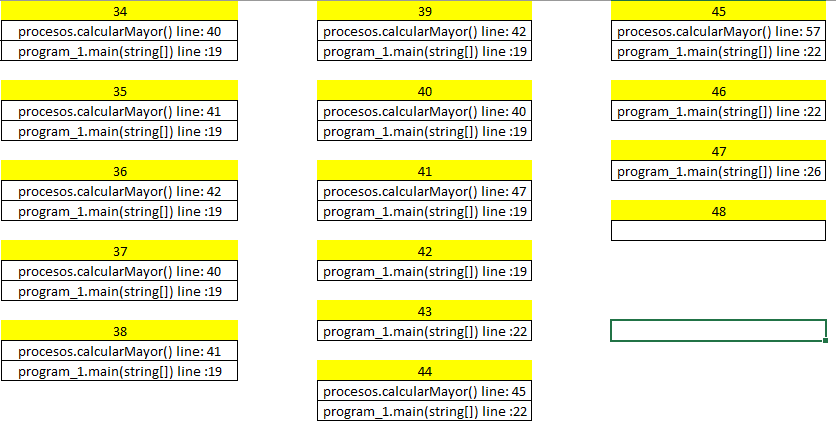 34
procesos.calcularMayor() line: 40
program_1.main(string[]) line :19
35
procesos.calcularMayor() line: 41
program_1.main(string[]) line :19
36
procesos.calcularMayor() line: 42
program_1.main(string[]) line :19
37
procesos.calcularMayor() line: 40
program_1.main(string[]) line :19
38
procesos.calcularMayor() line: 41
program_1.main(string[]) line :19
39
procesos.calcularMayor() line: 42
program_1.main(string[]) line :19
40
procesos.calcularMayor() line: 40
program_1.main(string[]) line :19
41
procesos.calcularMayor() line: 47
program_1.main(string[]) line :19
42
program_1.main(string[]) line :19
43
program_1.main(string[]) line :22
44
procesos.calcularMayor() line: 45
program_1.main(string[]) line :22
45
procesos.calcularMayor() line: 57
program_1.main(string[]) line :22
46
program_1.main(string[]) line :22
47
program_1.main(string[]) line :26
48